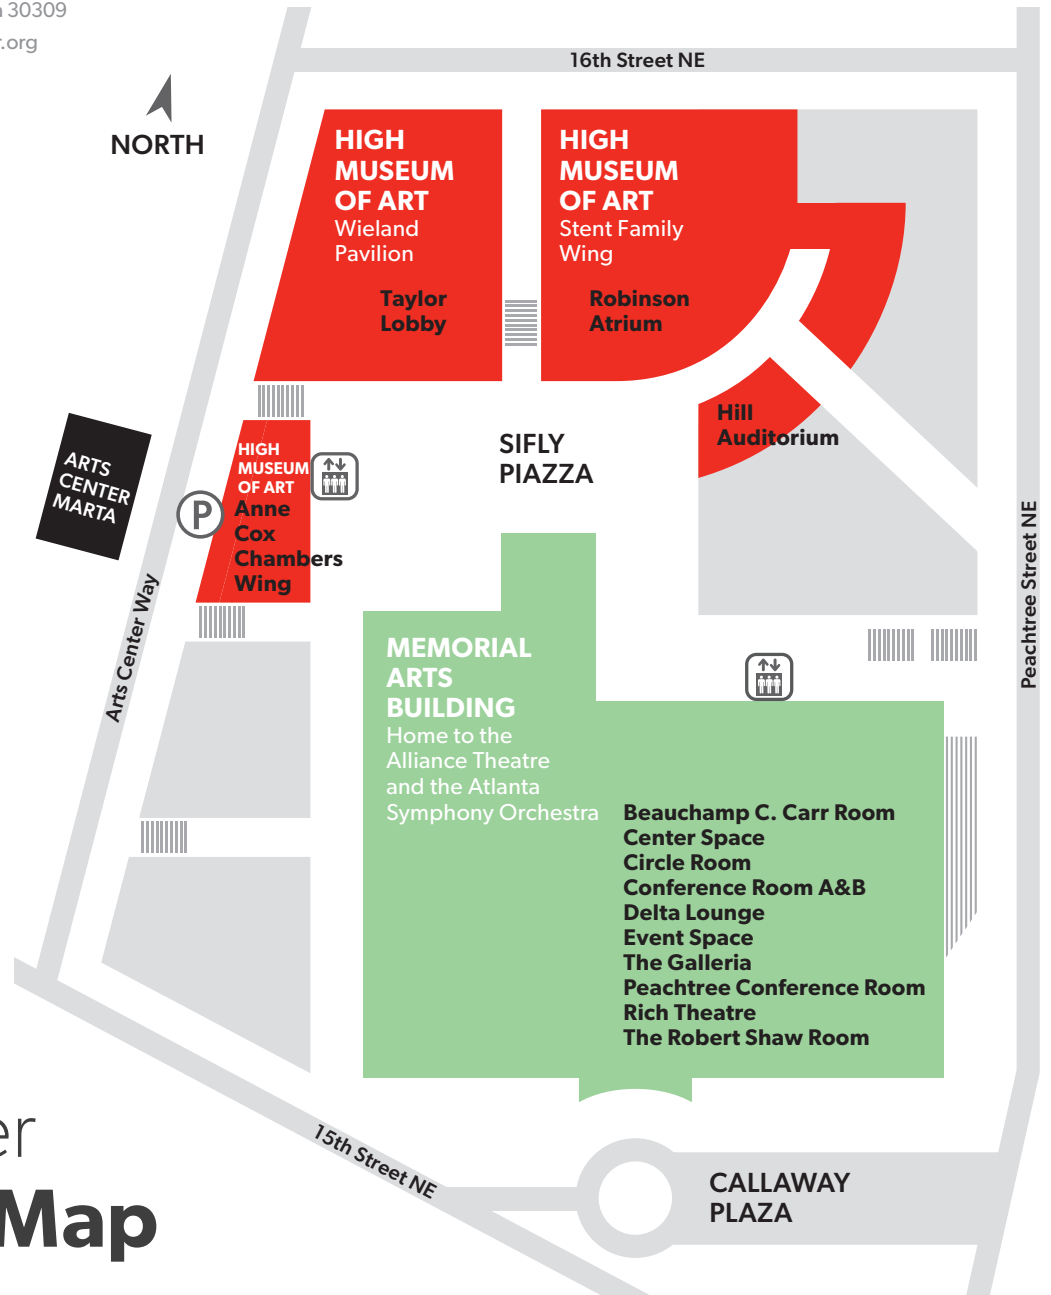 30309
.org
16th Street NE
NORTH
HIGH
MUSEUM
OF ART
Wieland
Pavilion
Taylor
Lobby
HIGH
MUSEUM
OF ART
Stent Family
Wing
Robinson
Atrium
Hill
Auditorium
SIFLY
PIAZZA
ARTS
CENTER
MARTA
P
HIGH
MUSEUM
OF ART
Anne
Cox
Chambers
Wing
Arts Center Way
Peachtree Street NE
MEMORIAL
ARTS
BUILDING
Home to the
Alliance Theatre
and the Atlanta
Symphony Orchestra
Beauchamp C. Carr Room
Center Space
Circle Room
Conference Room A&B
Delta Lounge
Event Space
The Galleria
Peachtree Conference Room
Rich Theatre
The Robert Shaw Room
15th Street NE
CALLAWAY
PLAZA
er
Map